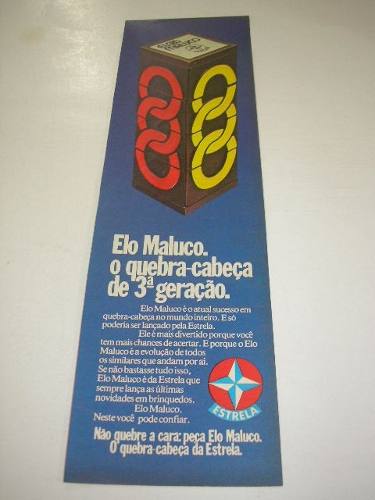 ELO
MALUCO
Elo Maluco.
o quebra-cabeça
de 3ª geração.
Elo Maluco é o atual sucesso em
quebra-cabeça no mundo inteiro. E só
poderia ser lançado pela Estrela.
Ele é mais divertido porque você
tem mais chances de acertar. E porque o Elo
Maluco é a evolução de todos
os similares que andam por aí.
Se não bastasse tudo isso,
Elo Maluco é da Estrela que
sempre lança as últimas
novidades em brinquedos.
Elo Maluco.
Neste você pode confiar.
ESTRELA
Não quebre a cara: peça Elo Maluco.
O quebra-cabeça da Estrela.